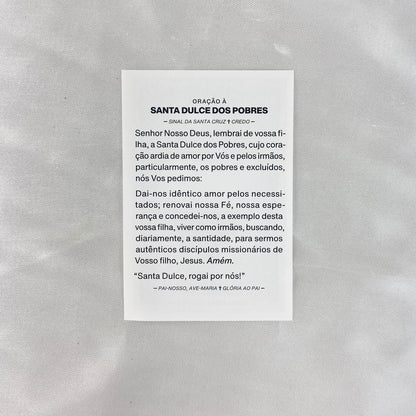 ORAÇÃO À
SANTA DULCE DOS POBRES
– SINAL DA SANTA CRUZ ✝ CREDO –
Senhor Nosso Deus, lembrai de vossa fi-
lha, a Santa Dulce dos Pobres, cujo cora-
ção ardia de amor por Vós e pelos irmãos,
particularmente, os pobres e excluídos,
nós Vos pedimos:
Dai-nos idêntico amor pelos necessi-
tados; renovai nossa Fé, nossa espe-
rança e concedei-nos, a exemplo desta
vossa filha, viver como irmãos, buscando,
diariamente, a santidade, para sermos
autênticos discípulos missionários de
Vosso filho, Jesus. Amém.
“Santa Dulce, rogai por nós!”
– PAI-NOSSO, AVE-MARIA ✝ GLÓRIA AO PAI –